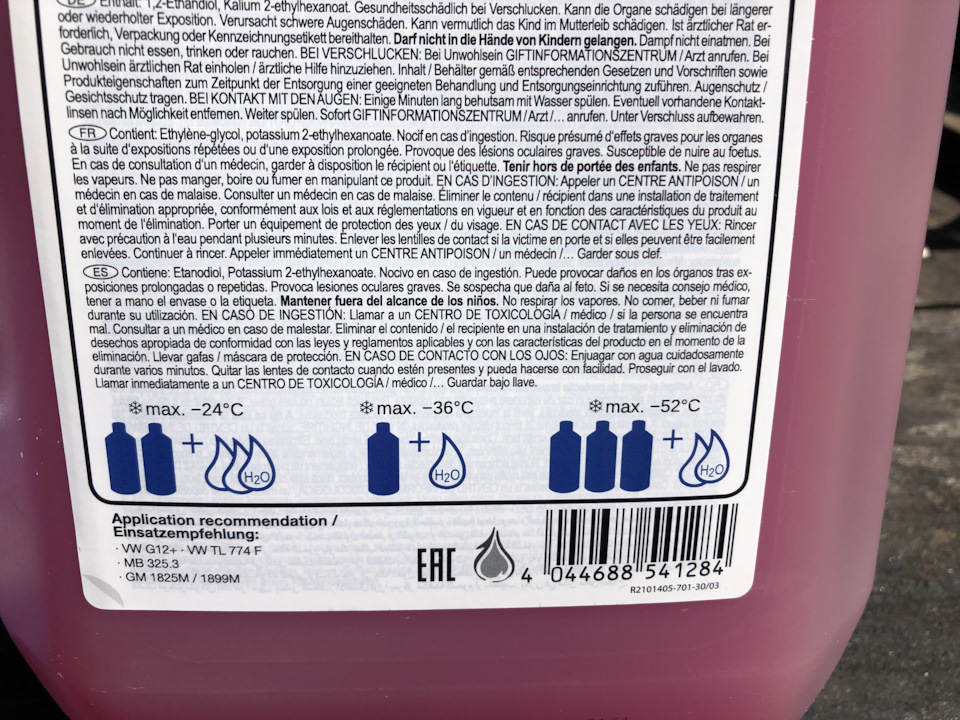 DE Enthält: 1,2-Ethandiol, Kalium 2-ethylhexanoat. Gesundheitsschädlich bei Verschlucken. Kann die Organe schädigen bei längerer
oder wiederholter Exposition. Verursacht schwere Augenschäden. Kann vermutlich das Kind im Mutterleib schädigen. Ist ärztlicher Rat er-
forderlich, Verpackung oder Kennzeichnungsetikett bereithalten. Darf nicht in die Hände von Kindern gelangen. Dampf nicht einatmen. Bei
Gebrauch nicht essen, trinken oder rauchen. BEI VERSCHLUCKEN: Bei Unwohlsein GIFTINFORMATIONSZENTRUM / Arzt anrufen. Bei
Unwohlsein ärztlichen Rat einholen / ärztliche Hilfe hinzuziehen. Inhalt / Behälter gemäß entsprechenden Gesetzen und Vorschriften sowie
Produkteigenschaften zum Zeitpunkt der Entsorgung einer geeigneten Behandlung und Entsorgungseinrichtung zuführen. Augenschutz /
Gesichtsschutz tragen. BEI KONTAKT MIT DEN AUGEN: Einige Minuten lang behutsam mit Wasser spülen. Eventuell vorhandene Kontakt-
linsen nach Möglichkeit entfernen. Weiter spülen. Sofort GIFTINFORMATIONSZENTRUM / Arzt /... anrufen. Unter Verschluss aufbewahren.
FR Contient: Ethylène-glycol, potassium 2-ethylhexanoate. Nocif en cas d'ingestion. Risque présumé d'effets graves pour les organes
à la suite d'expositions répétées ou d'une exposition prolongée. Provoque des lésions oculaires graves. Susceptible de nuire au foetus.
En cas de consultation d'un médecin, garder à disposition le récipient ou l'étiquette. Tenir hors de portée des enfants. Ne pas respirer
les vapeurs. Ne pas manger, boire ou fumer en manipulant ce produit. EN CAS D'INGESTION: Appeler un CENTRE ANTIPOISON / un
médecin en cas de malaise. Consulter un médecin en cas de malaise. Éliminer le contenu / récipient dans une installation de traitement
et d'élimination appropriée, conformément aux lois et aux réglementations en vigueur et en fonction des caractéristiques du produit au
moment de l'élimination. Porter un équipement de protection des yeux / du visage. EN CAS DE CONTACT AVEC LES YEUX: Rincer
avec précaution à l'eau pendant plusieurs minutes. Enlever les lentilles de contact si la victime en porte et si elles peuvent être facilement
enlevées. Continuer à rincer. Appeler immédiatement un CENTRE ANTIPOISON / un médecin /... Garder sous clef.
ES Contiene: Etanodiol, Potassium 2-ethylhexanoate. Nocivo en caso de ingestión. Puede provocar daños en los órganos tras ex-
posiciones prolongadas o repetidas. Provoca lesiones oculares graves. Se sospecha que daña al feto. Si se necesita consejo médico,
tener a mano el envase o la etiqueta. Mantener fuera del alcance de los niños. No respirar los vapores. No comer, beber ni fumar
durante su utilización. EN CASO DE INGESTIÓN: Llamar a un CENTRO DE TOXICOLOGÍA / médico / si la persona se encuentra
mal. Consultar a un médico en caso de malestar. Eliminar el contenido / el recipiente en una instalación de tratamiento y eliminación de
desechos apropiada de conformidad con las leyes y reglamentos aplicables y con las características del producto en el momento de la
eliminación. Llevar gafas / máscara de protección. EN CASO DE CONTACTO CON LOS OJOS: Enjuagar con agua cuidadosamente
durante varios minutos. Quitar las lentes de contacto cuando estén presentes y pueda hacerse con facilidad. Proseguir con el lavado.
Llamar inmediatamente a un CENTRO DE TOXICOLOGÍA / médico /... Guardar bajo llave.
❄ max. −24°C ❄ max. −36°C ❄ max. −52°C
+ H2O + H2O + H2O
Application recommendation /
Einsatzempfehlung:
· VW G12+ · VW TL 774 F
· MB 325.3
· GM 1825M / 1899M
EAC
4 044688 541284
R2101405-701-30/03